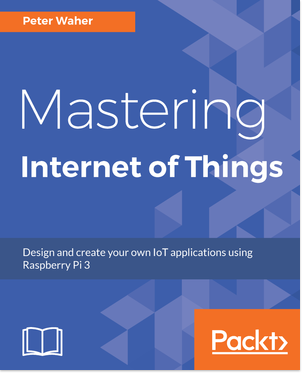 Peter Waher
Mastering
Internet of Things
Design and create your own IoT applications using
Raspberry Pi 3
Packt>